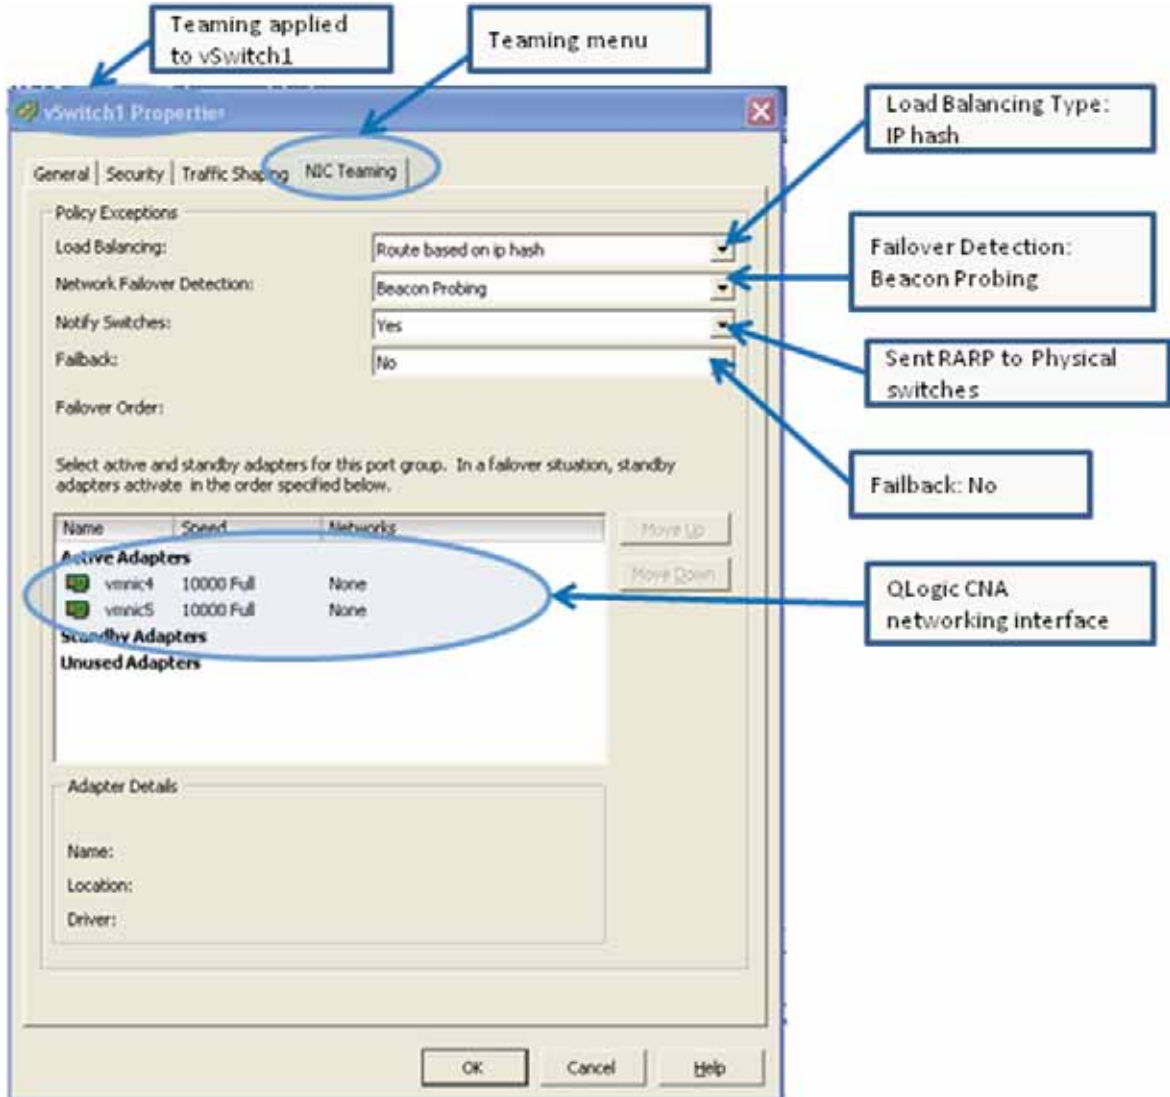 Teaming applied
to vSwitch1
Teaming menu
vSwitch1 Properties
Load Balancing Type:
IP hash
General Security Traffic Shaping NIC Teaming
Policy Exceptions
Load Balancing: Route based on ip hash
Network Failover Detection: Beacon Probing
Notify Switches: Yes
Failback: No
Failover Detection:
Beacon Probing
Sent RARP to Physical
switches
Failback: No
Failover Order:
Select active and standby adapters for this port group. In a failover situation, standby
adapters activate in the order specified below.
Name Speed Networks
Active Adapters
vmnic4 10000 Full None
vmnic5 10000 Full None
Standby Adapters
Unused Adapters
Move Up
Move Down
QLogic CNA
networking interface
Adapter Details
Name:
Location:
Driver:
OK Cancel Help